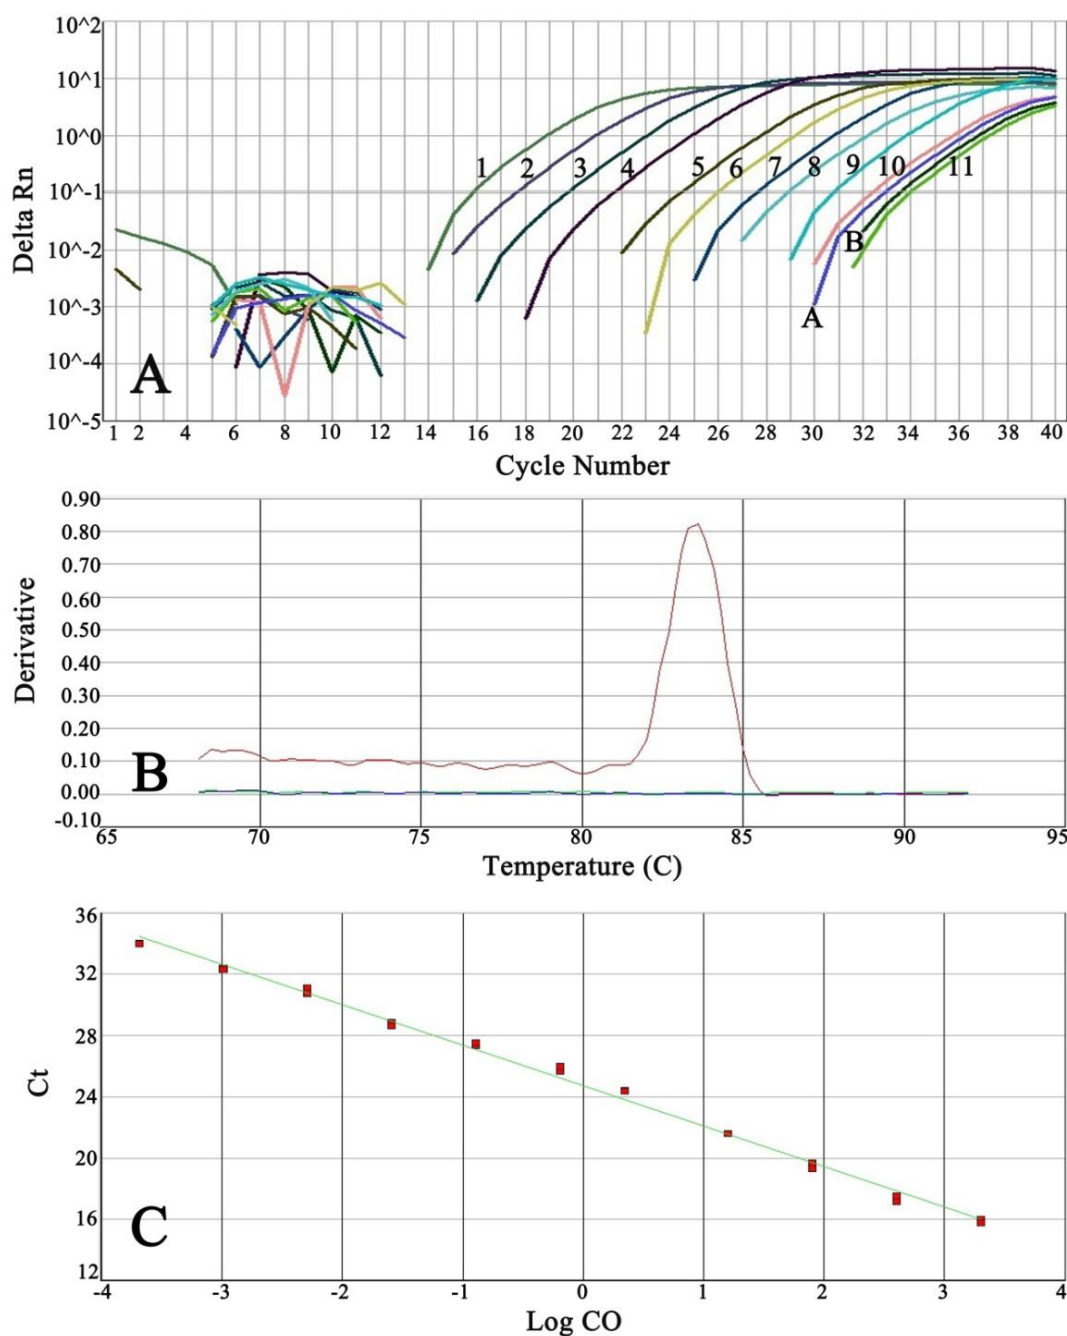 10^2
10^1
10^0
10^-1
10^-2
10^-3
10^-4
10^-5
Delta Rn
1 2 3 4 5 6 7 8 9 10 11
B
A
A
1 2 4 6 8 10 12 14 16 18 20 22 24 26 28 30 32 34 36 38 40
Cycle Number
0.90
0.80
0.70
0.60
0.50
0.40
0.30
0.20
0.10
0.00
-0.10
Derivative
B
65 70 75 80 85 90 95
Temperature (C)
36
32
28
24
20
16
12
Ct
C
-4 -3 -2 -1 0 1 2 3 4
Log CO